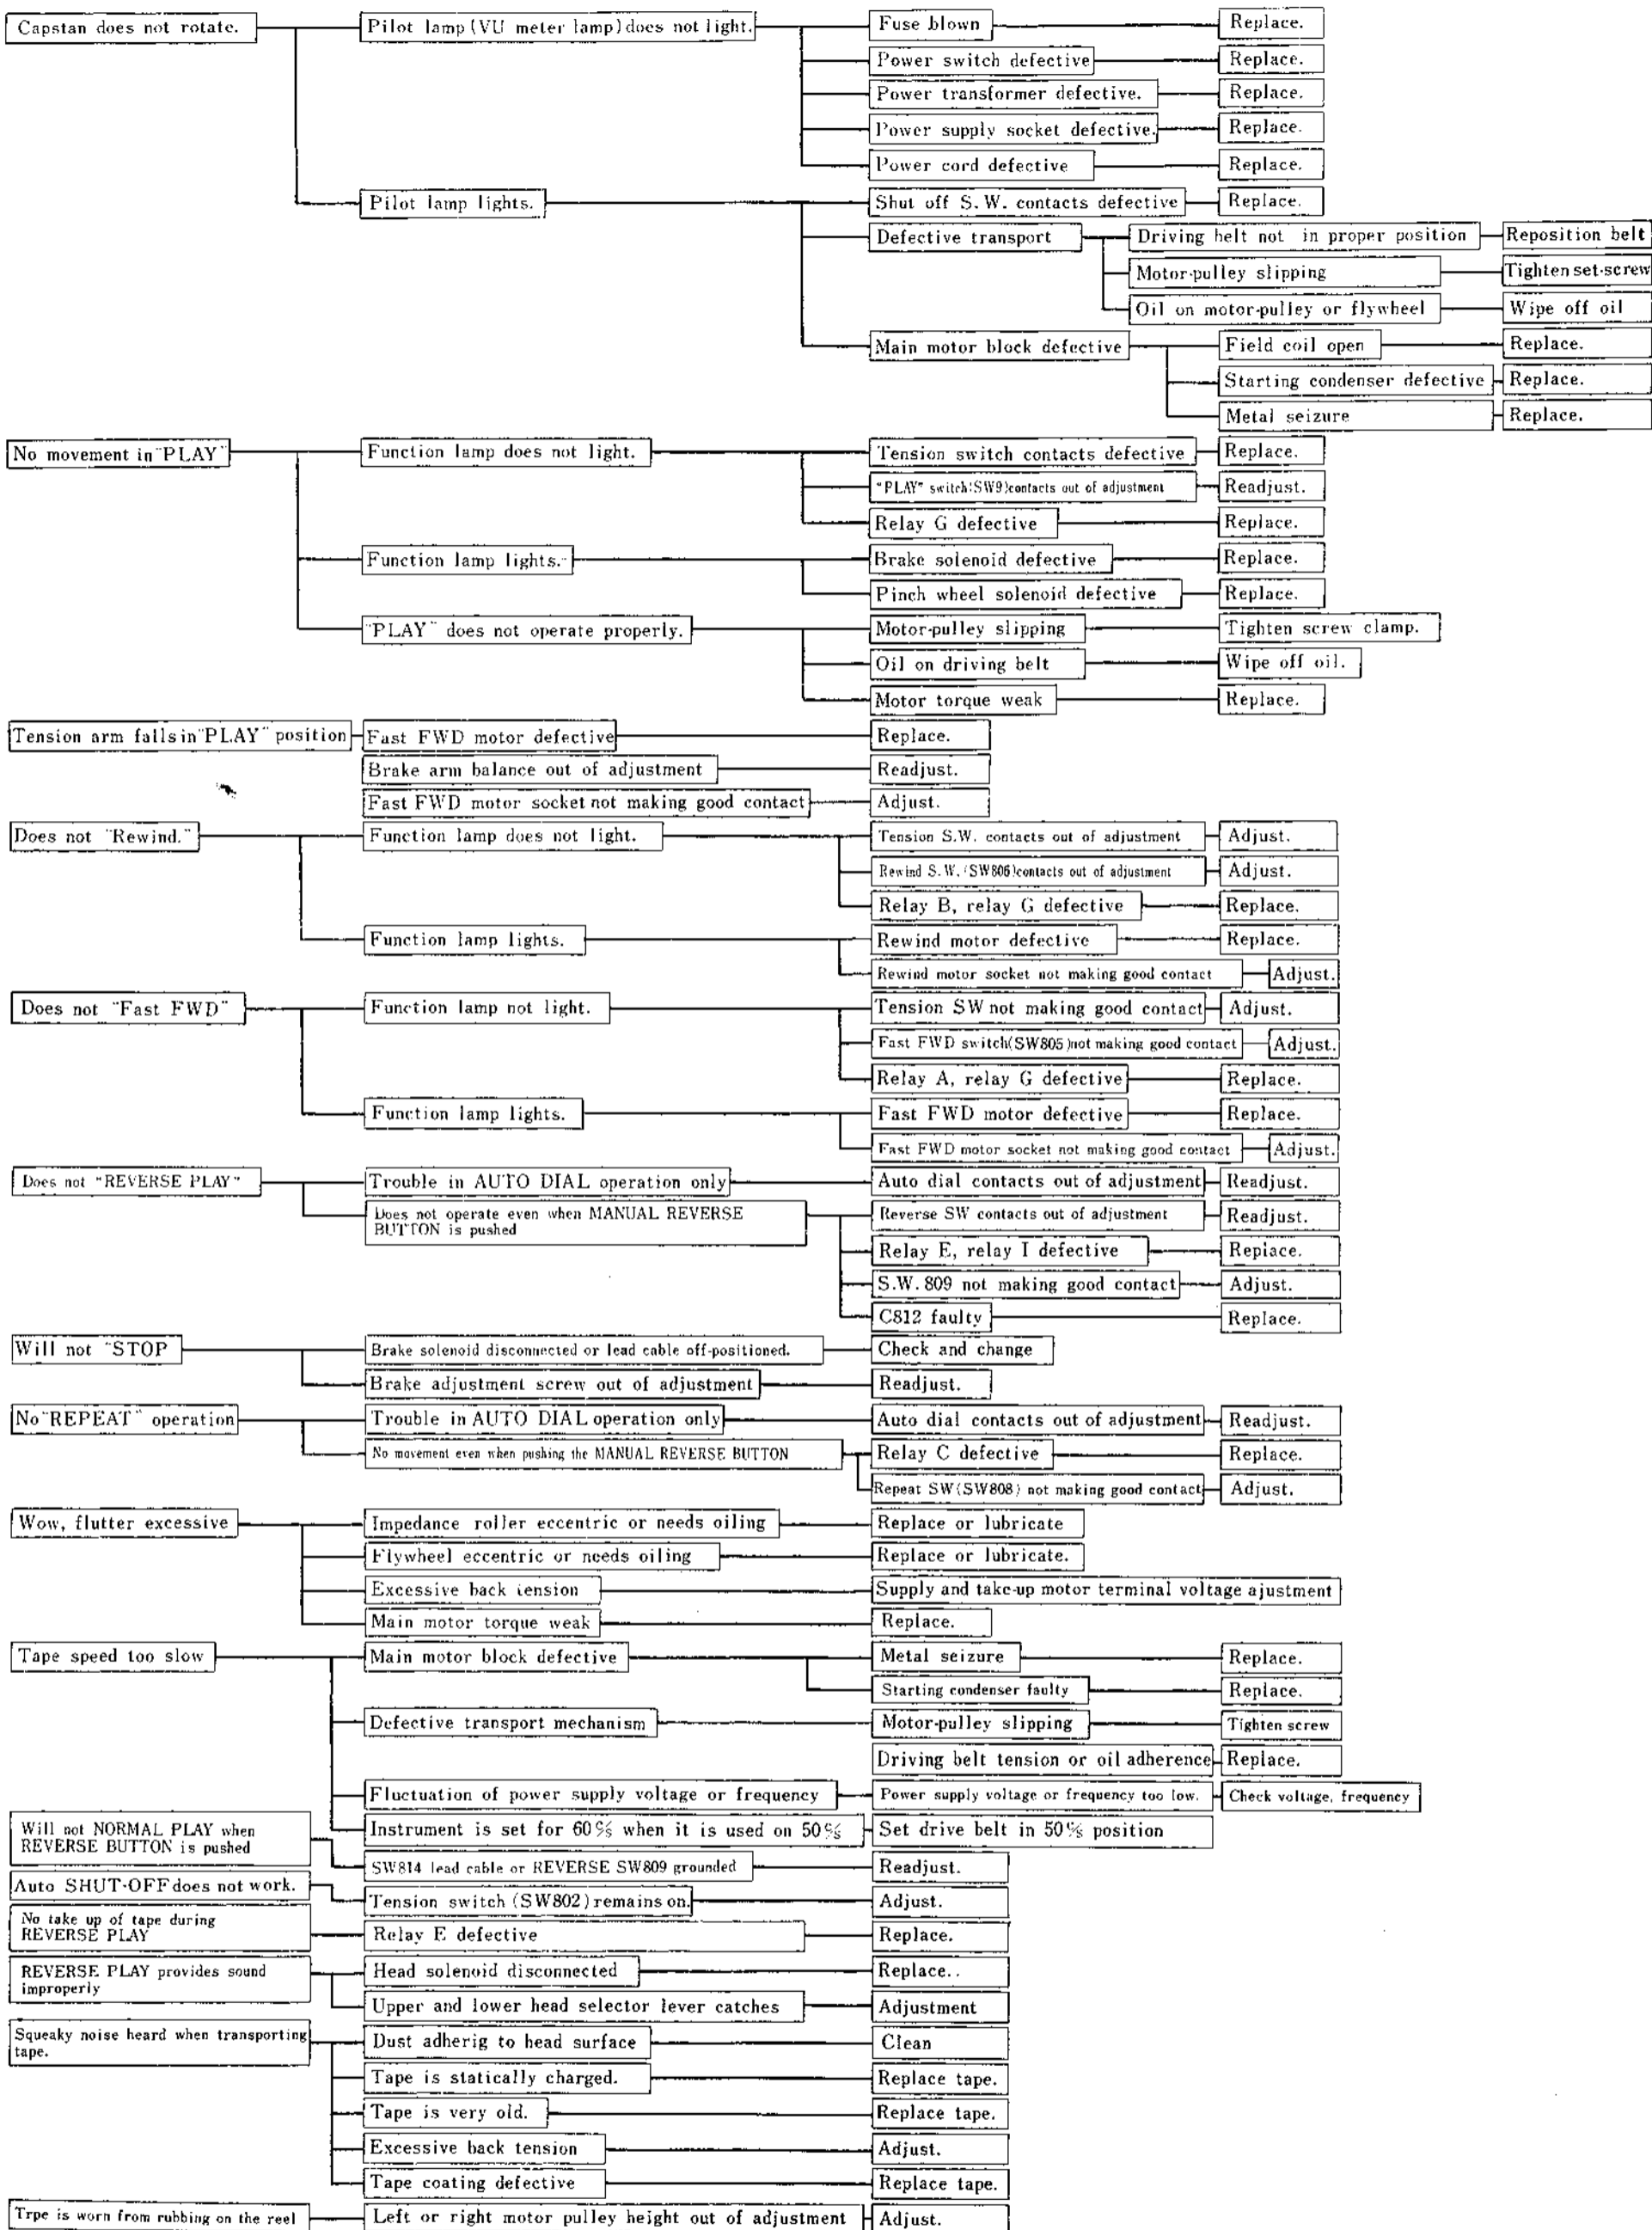 Capstan does not rotate.
Pilot lamp (VU meter lamp) does not light.
Fuse blown
Replace.
Power switch defective
Replace.
Power transformer defective.
Replace.
Power supply socket defective.
Replace.
Power cord defective
Replace.
Pilot lamp lights.
Shut off S.W. contacts defective
Replace.
Defective transport
Driving belt not in proper position
Reposition belt
Motor-pulley slipping
Tighten set-screw
Oil on motor-pulley or flywheel
Wipe off oil
Main motor block defective
Field coil open
Replace.
Starting condenser defective
Replace.
Metal seizure
Replace.
No movement in "PLAY"
Function lamp does not light.
Tension switch contacts defective
Replace.
"PLAY" switch (SW9) contacts out of adjustment
Readjust.
Relay G defective
Replace.
Function lamp lights.
Brake solenoid defective
Replace.
Pinch wheel solenoid defective
Replace.
"PLAY" does not operate properly.
Motor-pulley slipping
Tighten screw clamp.
Oil on driving belt
Wipe off oil.
Motor torque weak
Replace.
Tension arm falls in "PLAY" position
Fast FWD motor defective
Replace.
Brake arm balance out of adjustment
Readjust.
Fast FWD motor socket not making good contact
Adjust.
Does not "Rewind."
Function lamp does not light.
Tension S.W. contacts out of adjustment
Adjust.
Rewind S.W. (SW806) contacts out of adjustment
Adjust.
Relay B, relay G defective
Replace.
Function lamp lights.
Rewind motor defective
Replace.
Rewind motor socket not making good contact
Adjust.
Does not "Fast FWD"
Function lamp not light.
Tension SW not making good contact
Adjust.
Fast FWD switch (SW805) not making good contact
Adjust.
Relay A, relay G defective
Replace.
Function lamp lights.
Fast FWD motor defective
Replace.
Fast FWD motor socket not making good contact
Adjust.
Does not "REVERSE PLAY"
Trouble in AUTO DIAL operation only
Auto dial contacts out of adjustment
Readjust.
Does not operate even when MANUAL REVERSE
BUTTON is pushed
Reverse SW contacts out of adjustment
Readjust.
Relay E, relay I defective
Replace.
S.W. 809 not making good contact
Adjust.
C812 faulty
Replace.
Will not "STOP
Brake solenoid disconnected or lead cable off-positioned.
Check and change
Brake adjustment screw out of adjustment
Readjust.
No "REPEAT" operation
Trouble in AUTO DIAL operation only
Auto dial contacts out of adjustment
Readjust.
No movement even when pushing the MANUAL REVERSE BUTTON
Relay C defective
Replace.
Repeat SW (SW808) not making good contact
Adjust.
Wow, flutter excessive
Impedance roller eccentric or needs oiling
Replace or lubricate
Flywheel eccentric or needs oiling
Replace or lubricate.
Excessive back tension
Supply and take-up motor terminal voltage ajustment
Main motor torque weak
Replace.
Tape speed too slow
Main motor block defective
Metal seizure
Replace.
Starting condenser faulty
Replace.
Defective transport mechanism
Motor-pulley slipping
Tighten screw
Driving belt tension or oil adherence
Replace.
Fluctuation of power supply voltage or frequency
Power supply voltage or frequency too low.
Check voltage, frequency
Instrument is set for 60 c/s when it is used on 50 c/s
Set drive belt in 50 c/s position
Will not NORMAL PLAY when
REVERSE BUTTON is pushed
SW814 lead cable or REVERSE SW809 grounded
Readjust.
Auto SHUT-OFF does not work.
Tension switch (SW802) remains on.
Adjust.
No take up of tape during
REVERSE PLAY
Relay E defective
Replace.
REVERSE PLAY provides sound
improperly
Head solenoid disconnected
Replace..
Upper and lower head selector lever catches
Adjustment
Squeaky noise heard when transporting
tape.
Dust adherig to head surface
Clean
Tape is statically charged.
Replace tape.
Tape is very old.
Replace tape.
Excessive back tension
Adjust.
Tape coating defective
Replace tape.
Trpe is worn from rubbing on the reel
Left or right motor pulley height out of adjustment
Adjust.